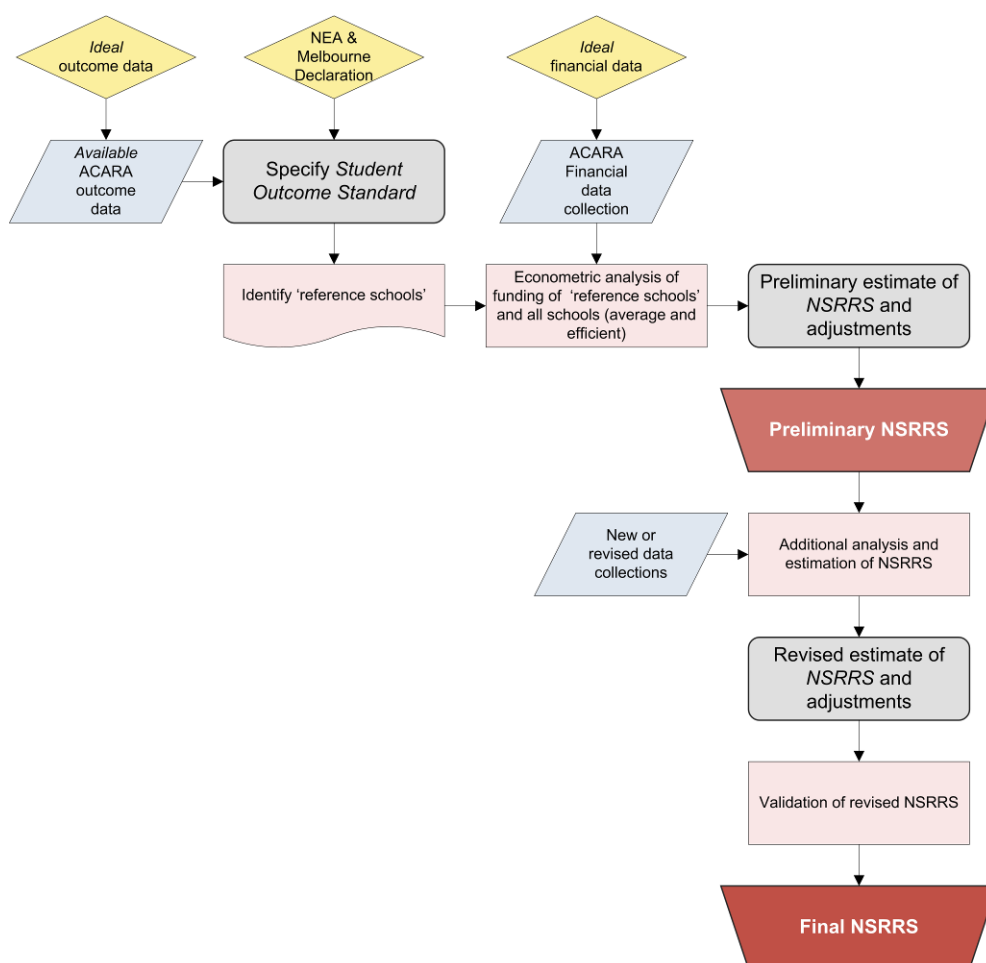 Ideal
outcome data
NEA &
Melbourne
Declaration
Ideal
financial data
Available
ACARA
outcome
data
Specify Student
Outcome Standard
ACARA
Financial
data
collection
Identify ‘reference schools’
Econometric analysis of
funding of ‘reference schools’
and all schools (average and
efficient)
Preliminary estimate of
NSRRS and
adjustments
Preliminary NSRRS
New or
revised data
collections
Additional analysis and
estimation of NSRRS
Revised estimate of
NSRRS and
adjustments
Validation of revised NSRRS
Final NSRRS